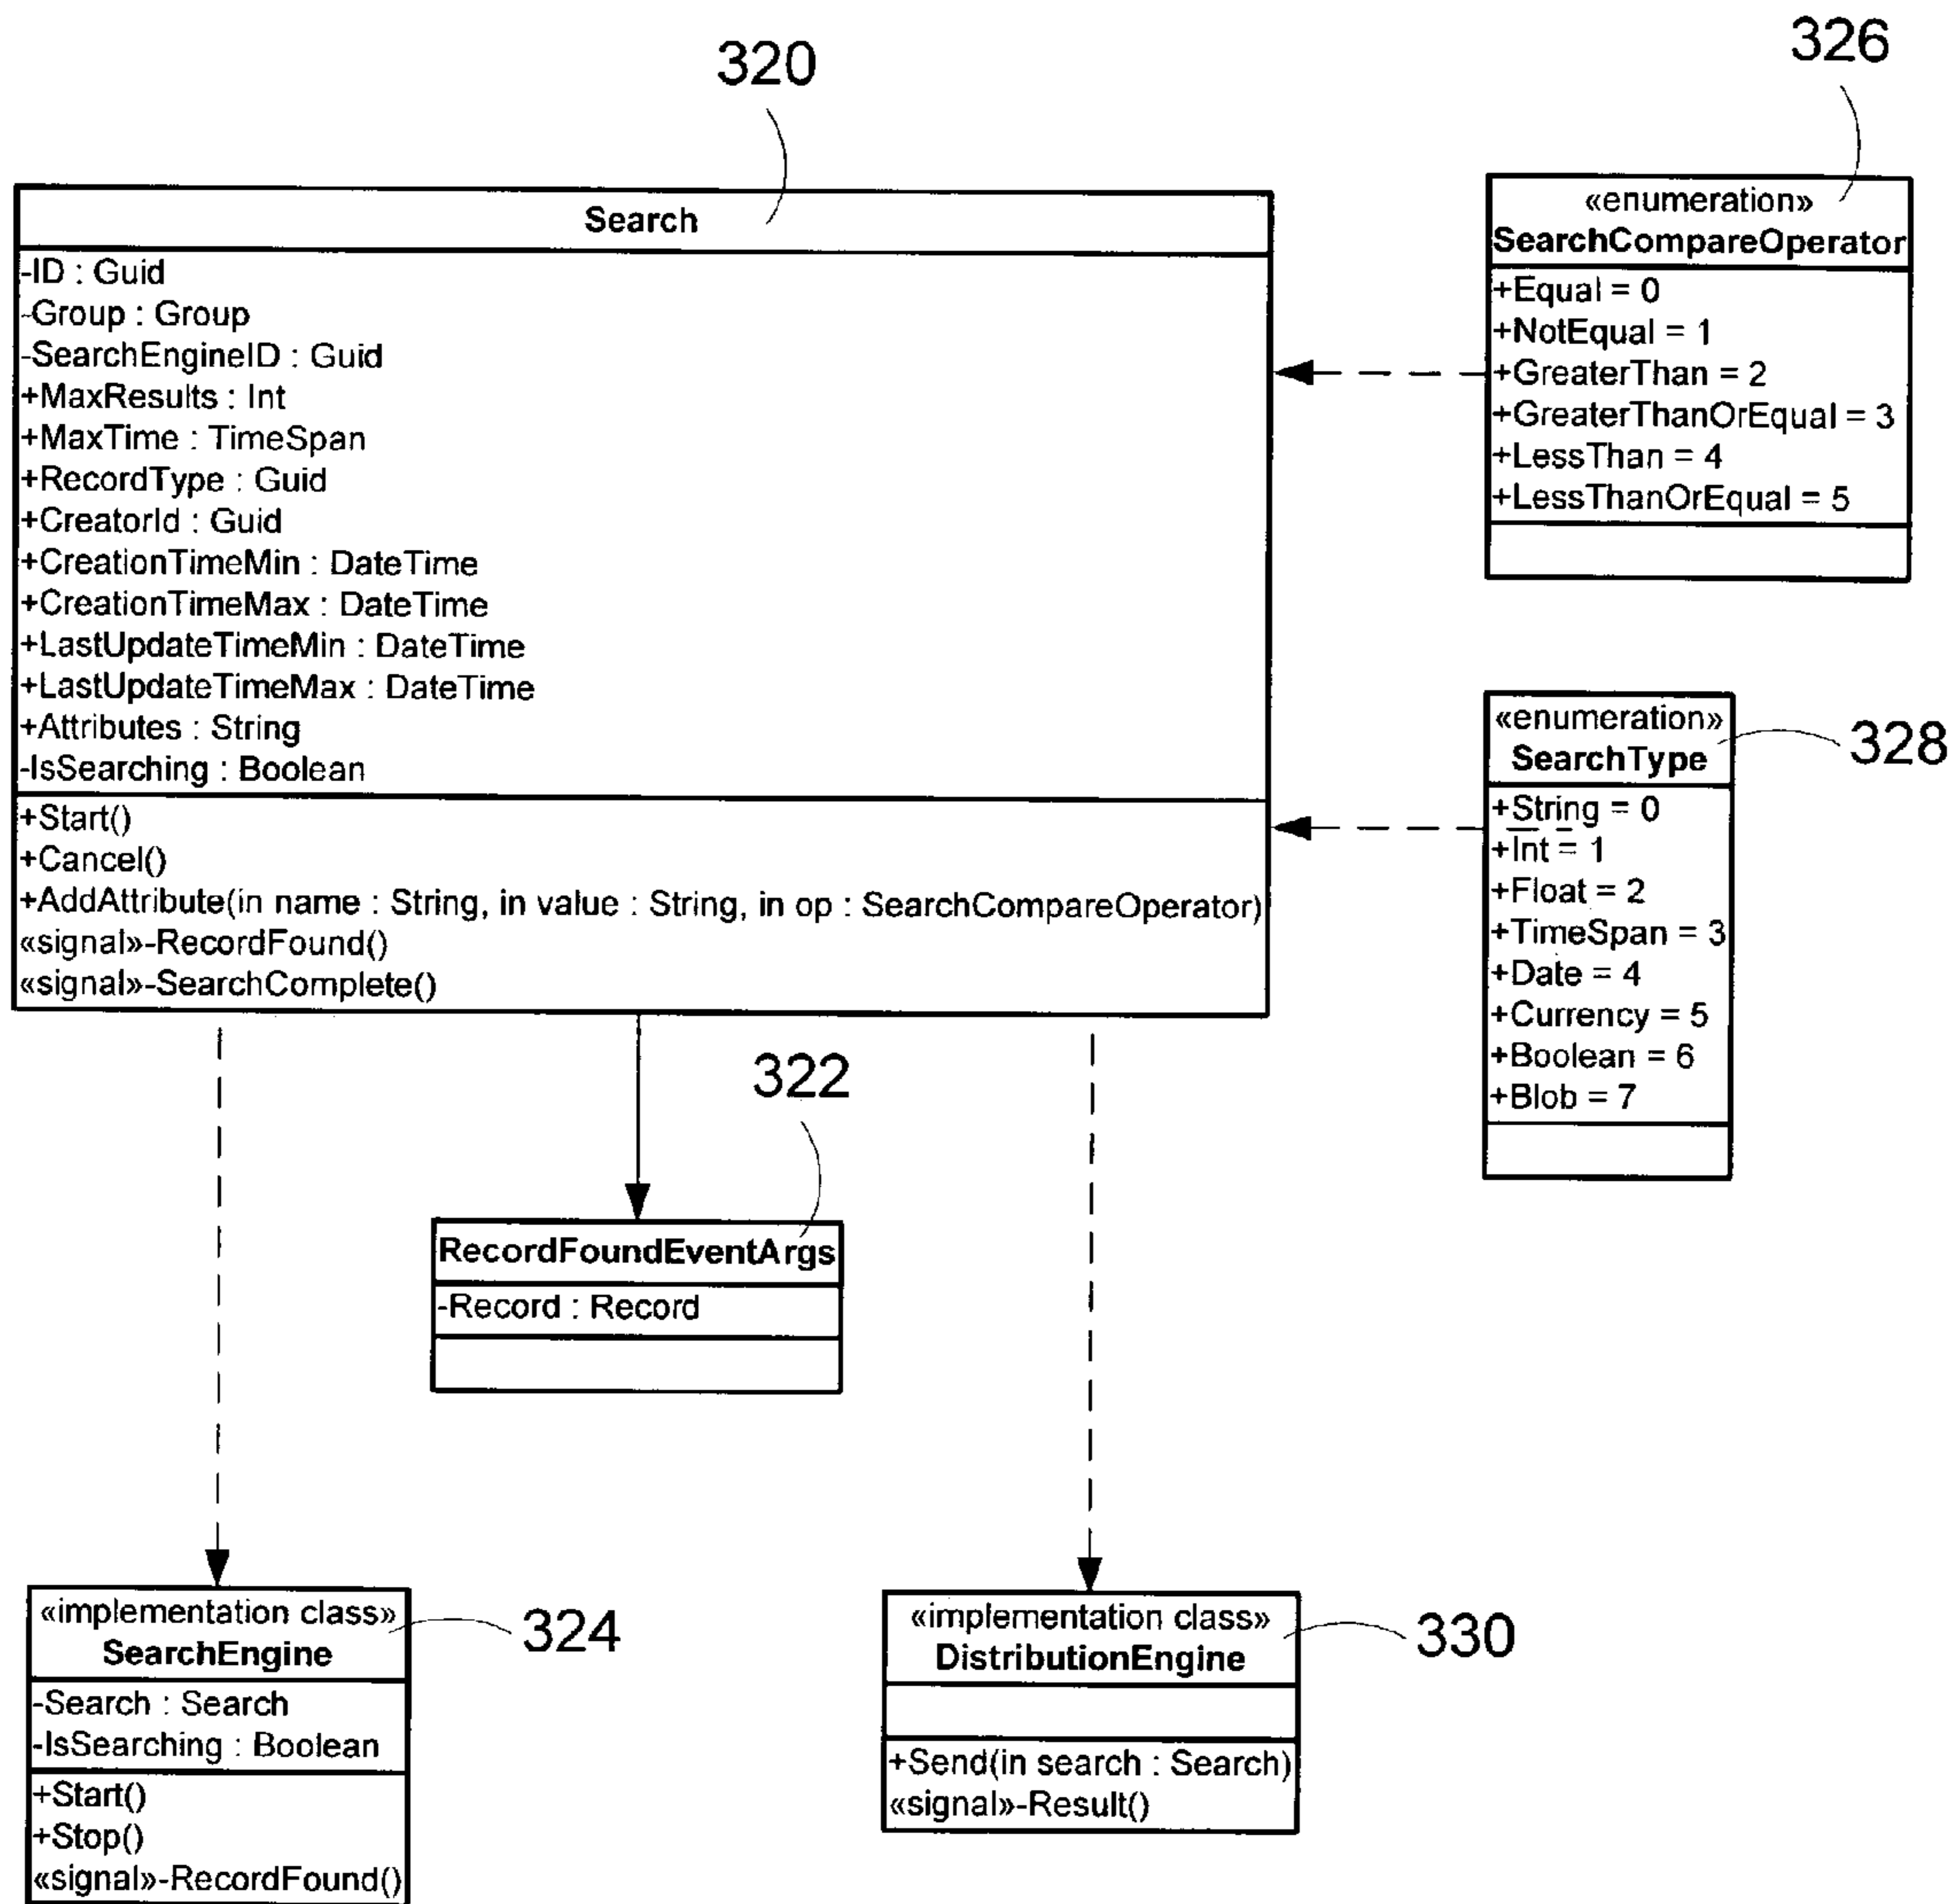 320
326
Search
-ID : Guid
-Group : Group
-SearchEngineID : Guid
+MaxResults : Int
+MaxTime : TimeSpan
+RecordType : Guid
+CreatorId : Guid
+CreationTimeMin : DateTime
+CreationTimeMax : DateTime
+LastUpdateTimeMin : DateTime
+LastUpdateTimeMax : DateTime
+Attributes : String
-IsSearching : Boolean
+Start()
+Cancel()
+AddAttribute(in name : String, in value : String, in op : SearchCompareOperator)
«signal»-RecordFound()
«signal»-SearchComplete()
«enumeration»
SearchCompareOperator
+Equal = 0
+NotEqual = 1
+GreaterThan = 2
+GreaterThanOrEqual = 3
+LessThan = 4
+LessThanOrEqual = 5
«enumeration»
SearchType
328
+String = 0
+Int = 1
+Float = 2
+TimeSpan = 3
+Date = 4
+Currency = 5
+Boolean = 6
+Blob = 7
322
RecordFoundEventArgs
-Record : Record
«implementation class»
SearchEngine
324
-Search : Search
-IsSearching : Boolean
+Start()
+Stop()
«signal»-RecordFound()
«implementation class»
DistributionEngine
330
+Send(in search : Search)
«signal»-Result()